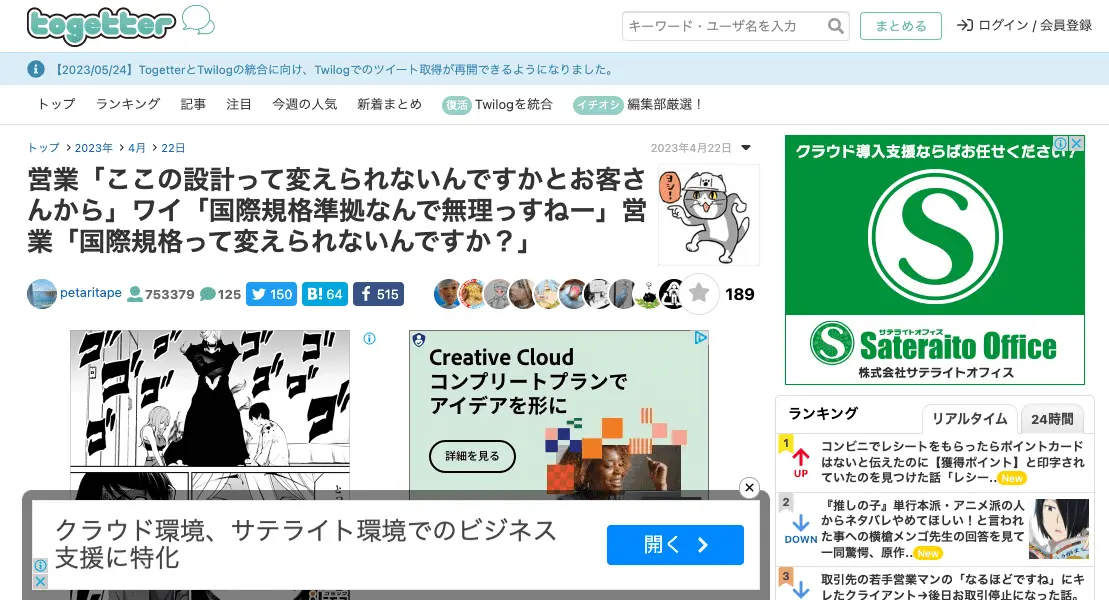 togetter
キーワード・ユーザ名を入力
まとめる
ログイン / 会員登録
【2023/05/24】TogetterとTwilogの統合に向け、Twilogでのツイート取得が再開できるようになりました。
トップ ランキング 記事 注目 今週の人気 新着まとめ 復活 Twilogを統合 イチオシ 編集部厳選！
トップ 2023年 4月 22日
2023年4月22日
営業「ここの設計って変えられないんですかとお客さ
んから」ワイ「国際規格準拠なんで無理っすねー」営
業「国際規格って変えられないんですか？」
ヨシ！
petaritape 753379 125 150 B! 64 515
189
ゴゴゴゴゴゴ
Creative Cloud
コンプリートプランで
アイデアを形に
詳細を見る
クラウド環境、サテライト環境でのビジネス
支援に特化
開く
クラウド導入支援ならばお任せください
S
サテライトオフィス
Sateraito Office
株式会社サテライトオフィス
ランキング
リアルタイム
24時間
1
UP
コンビニでレシートをもらったらポイントカード
はないと伝えたのに【獲得ポイント】と印字され
ていたのを見つけた話「レシー.. New
2
DOWN
『推しの子』単行本派・アニメ派の人
からネタバレやめてほしい！と言われ
た事への横槍メンゴ先生の回答を見て
一同驚愕、原作.. New
3
取引先の若手営業マンの「なるほどですね」にキ
レたクライアント→後日お取引停止になった話。